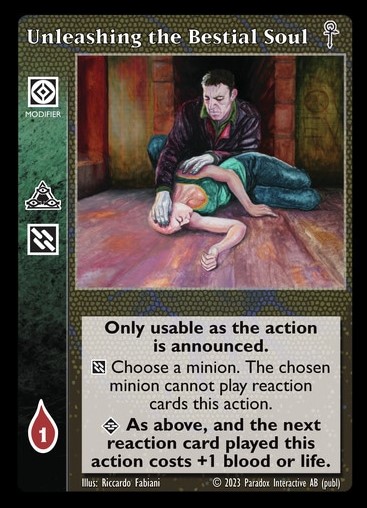 Unleashing the Bestial Soul
MODIFIER
Only usable as the action
is announced.
Choose a minion. The chosen
minion cannot play reaction
cards this action.
As above, and the next
reaction card played this
action costs +1 blood or life.
1
Illus: Riccardo Fabiani © 2023 Paradox Interactive AB (publ)